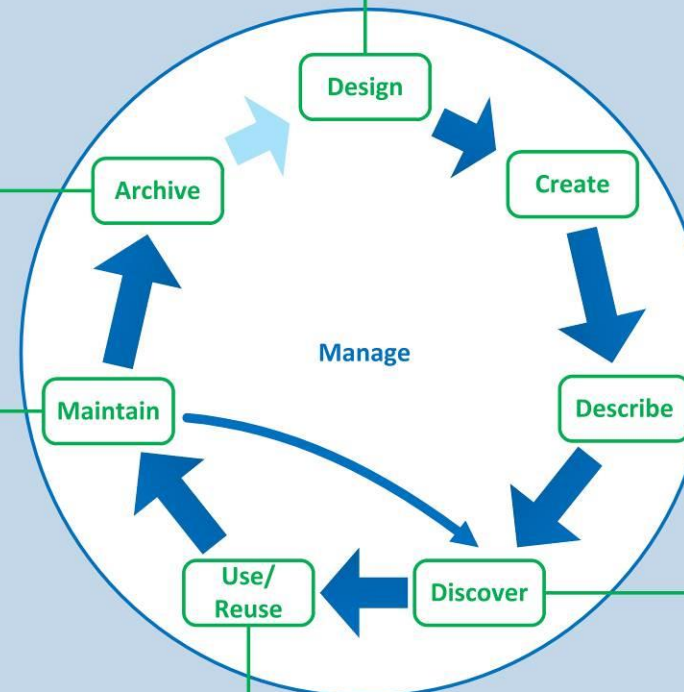 Design
Create
Archive
Manage
Describe
Maintain
Use/
Reuse
Discover